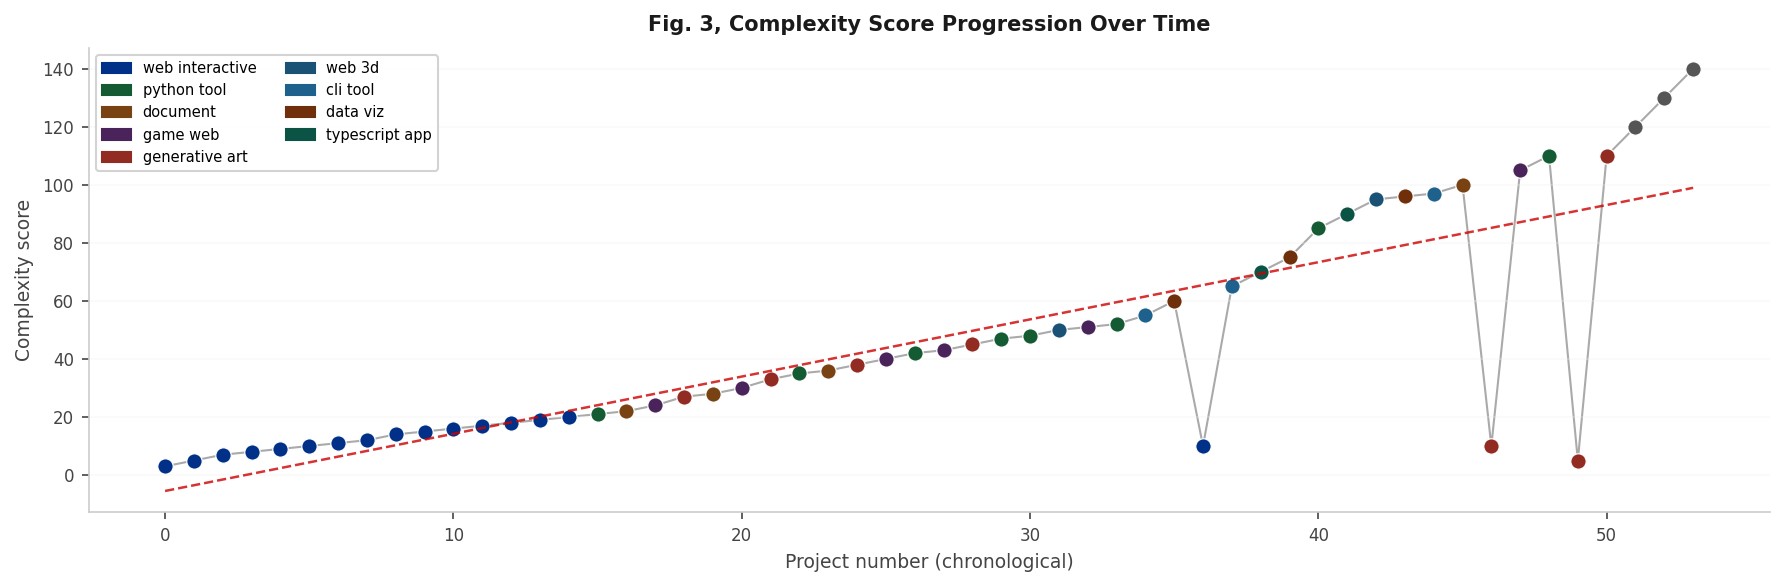 Fig. 3, Complexity Score Progression Over Time
web interactive
python tool
document
game web
generative art
web 3d
cli tool
data viz
typescript app
Complexity score
140
120
100
80
60
40
20
0
0 10 20 30 40 50
Project number (chronological)